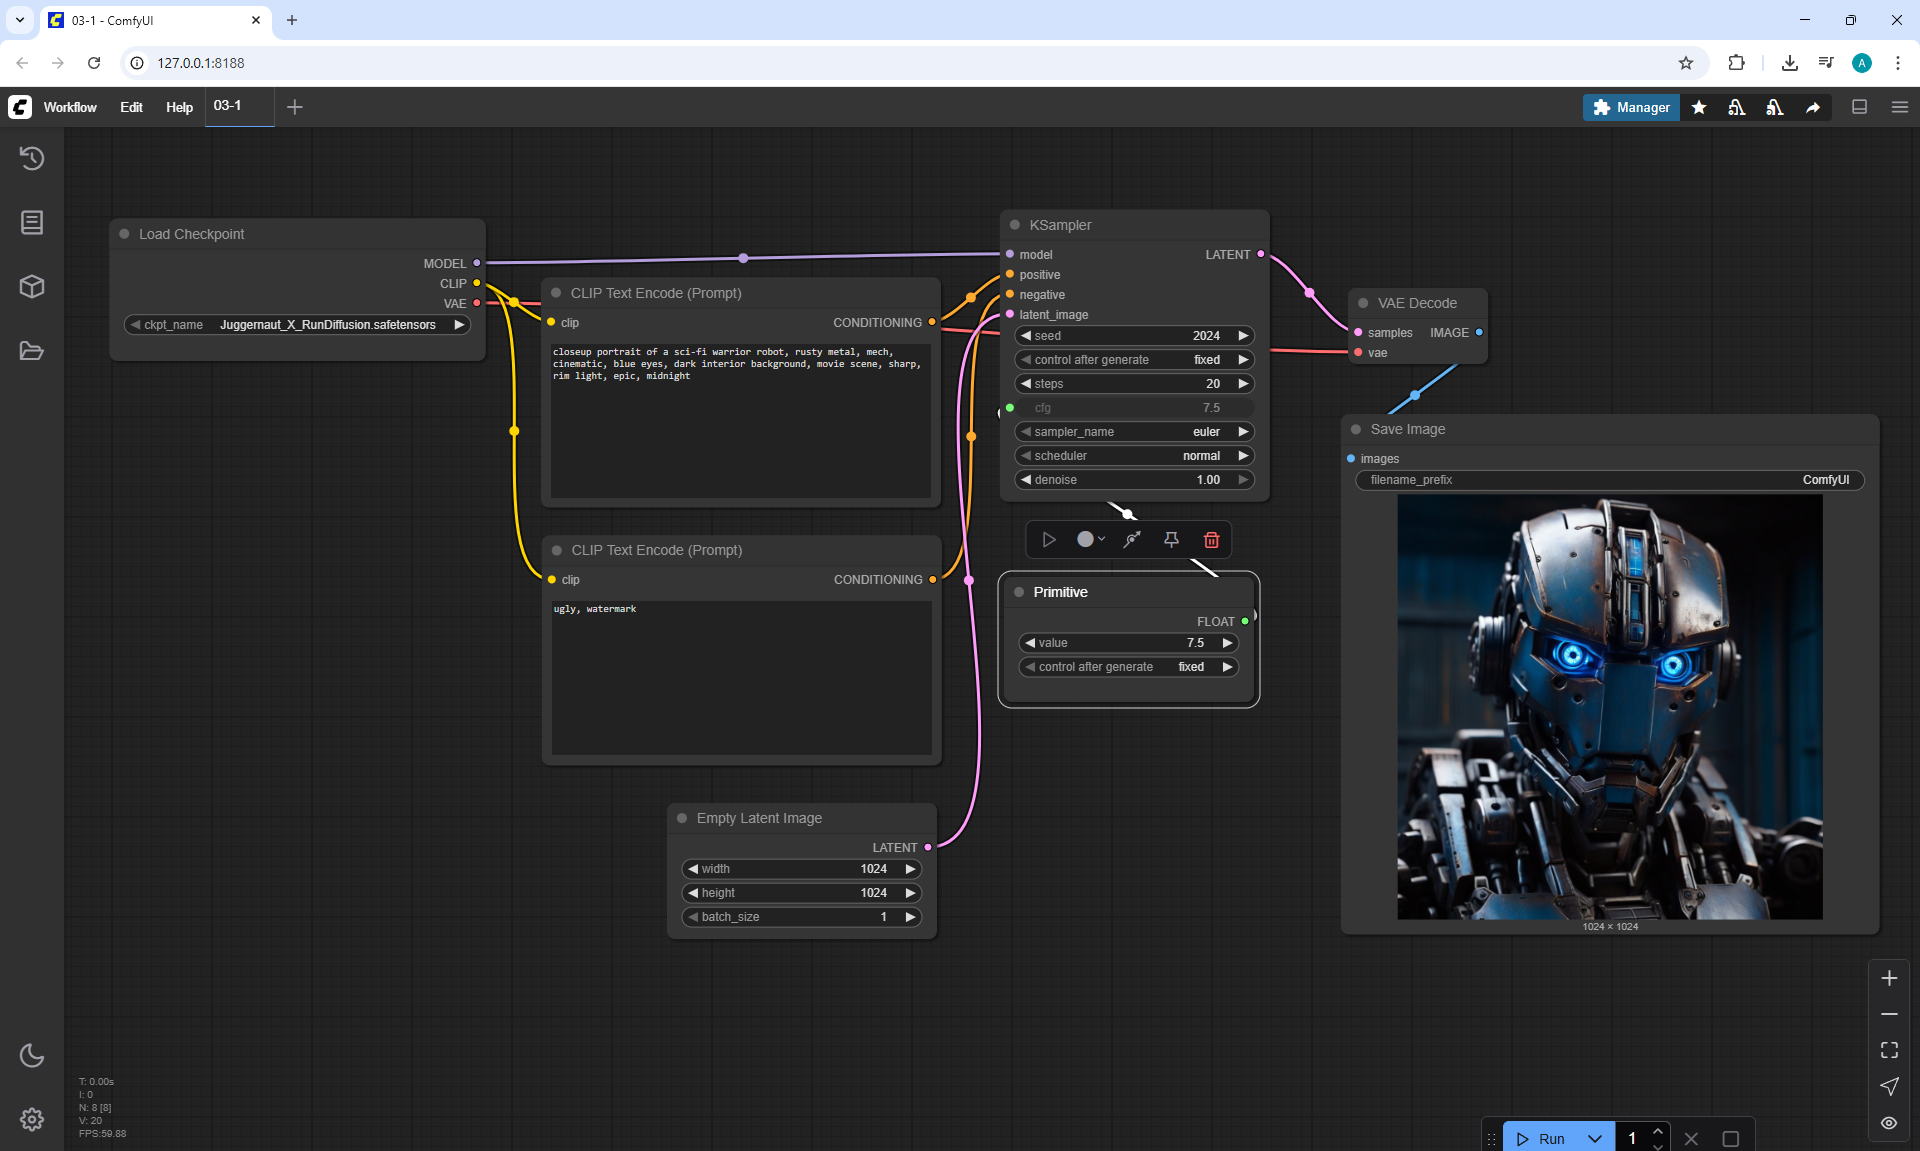 03-1 - ComfyUI
127.0.0.1:8188
A
Workflow Edit Help 03-1
Manager
Load Checkpoint
MODEL
CLIP
VAE
ckpt_name Juggernaut_X_RunDiffusion.safetensors
CLIP Text Encode (Prompt)
clip CONDITIONING
closeup portrait of a sci-fi warrior robot, rusty metal, mech,
cinematic, blue eyes, dark interior background, movie scene, sharp,
rim light, epic, midnight
CLIP Text Encode (Prompt)
clip CONDITIONING
ugly, watermark
Empty Latent Image
LATENT
width 1024
height 1024
batch_size 1
KSampler
model LATENT
positive
negative
latent_image
seed 2024
control after generate fixed
steps 20
cfg 7.5
sampler_name euler
scheduler normal
denoise 1.00
Primitive
FLOAT
value 7.5
control after generate fixed
VAE Decode
samples IMAGE
vae
Save Image
images
filename_prefix ComfyUI
1024 × 1024
T: 0.00s
I: 0
N: 8 [8]
V: 20
FPS:59.88
Run 1